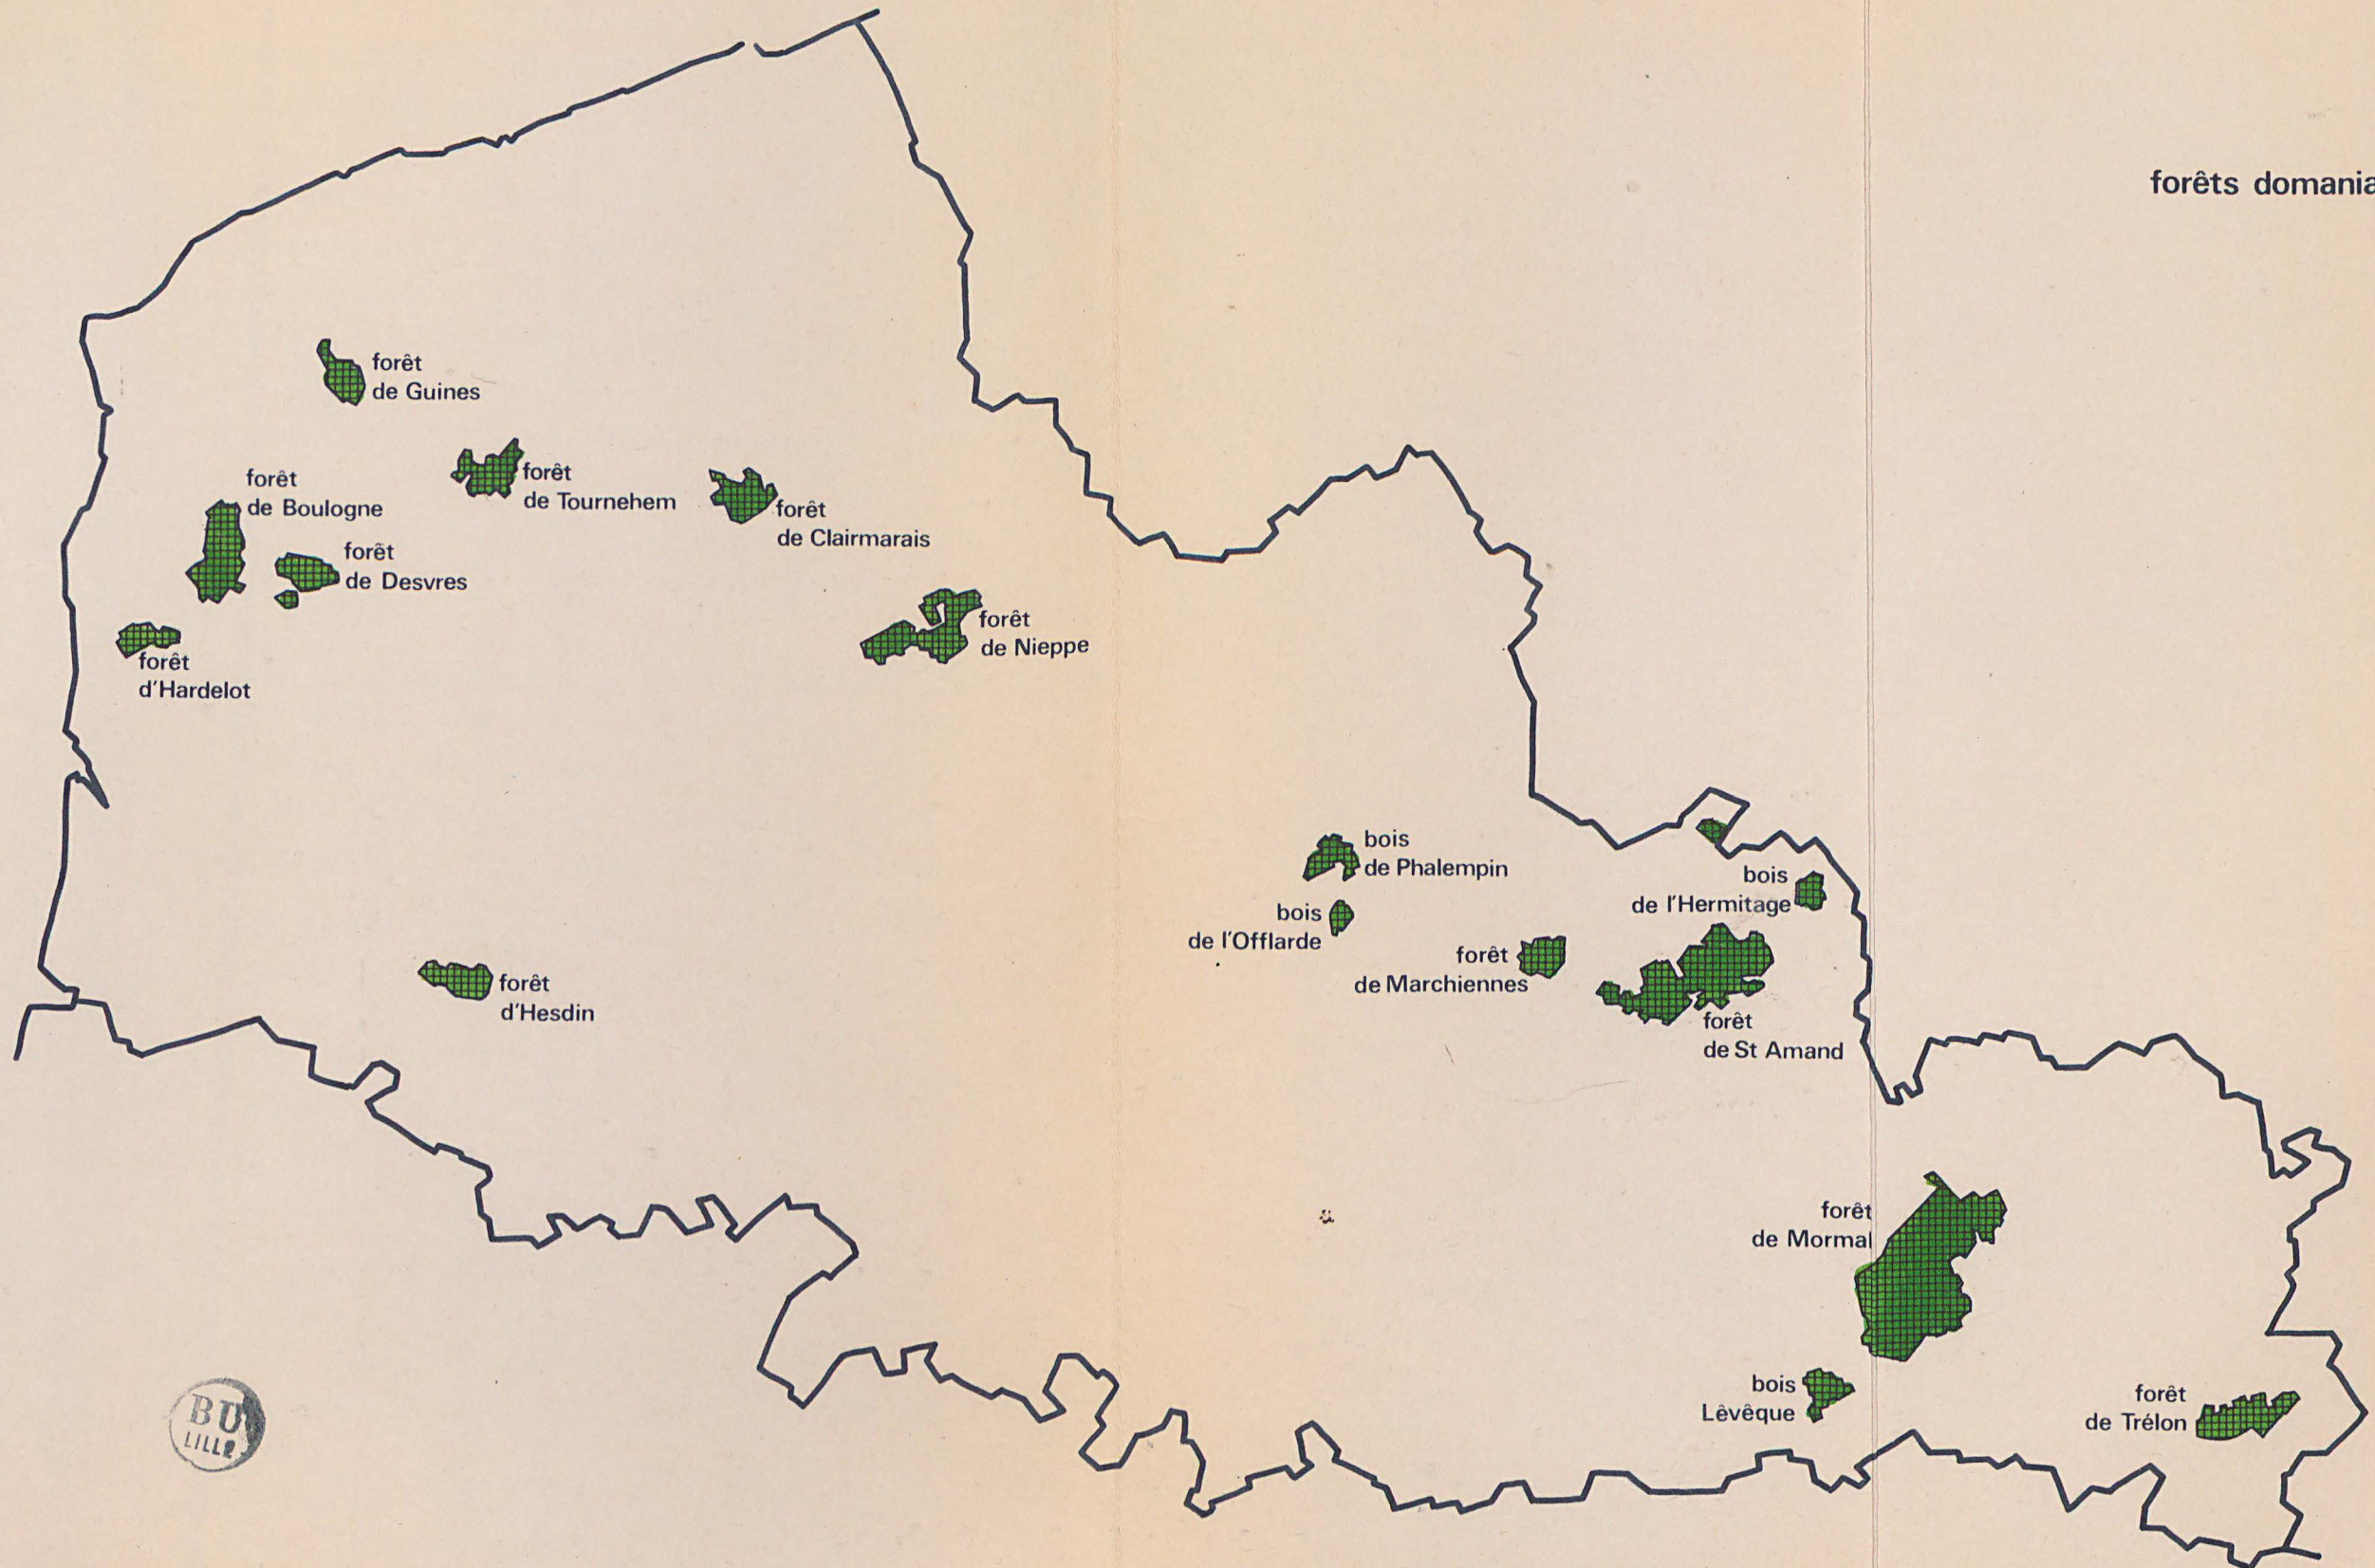 forêts domania
forêt
de Guines
forêt
de Tournehem
forêt
de Boulogne
forêt
de Clairmarais
forêt
de Desvres
forêt
de Nieppe
forêt
d'Hardelot
bois
de Phalempin
bois
de l'Hermitage
bois
de l'Offlarde
forêt
de Marchiennes
forêt
d'Hesdin
forêt
de St Amand
forêt
de Mormal
bois
Lêvêque
forêt
de Trélon
BU
LILLE